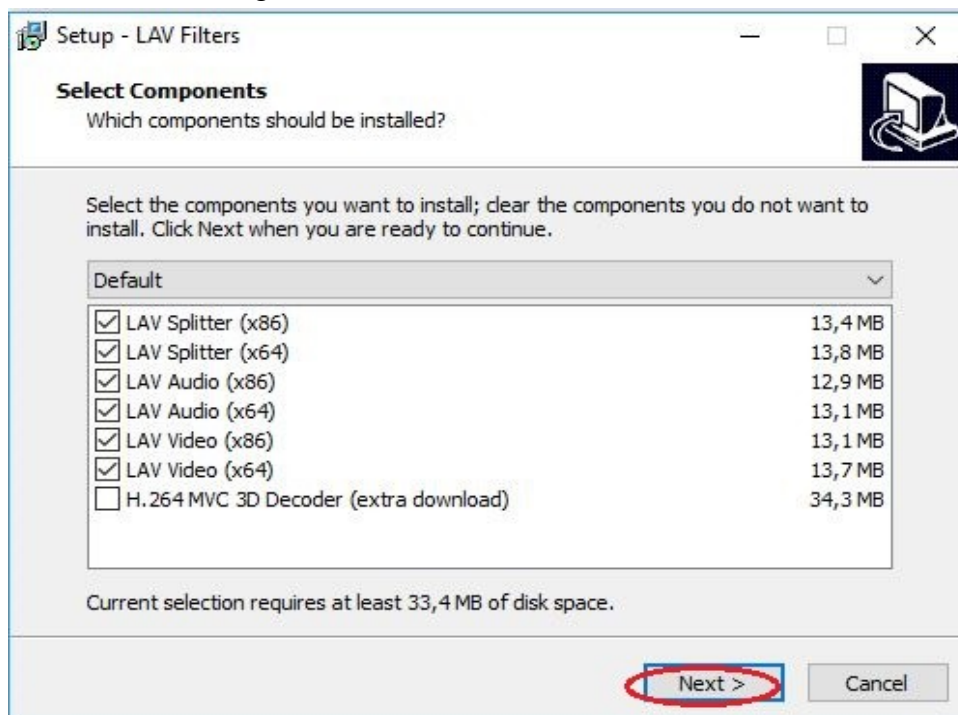 Setup - LAV Filters
Select Components
Which components should be installed?
Select the components you want to install; clear the components you do not want to
install. Click Next when you are ready to continue.
Default
LAV Splitter (x86) 13,4 MB
LAV Splitter (x64) 13,8 MB
LAV Audio (x86) 12,9 MB
LAV Audio (x64) 13,1 MB
LAV Video (x86) 13,1 MB
LAV Video (x64) 13,7 MB
H.264 MVC 3D Decoder (extra download) 34,3 MB
Current selection requires at least 33,4 MB of disk space.
Next > Cancel